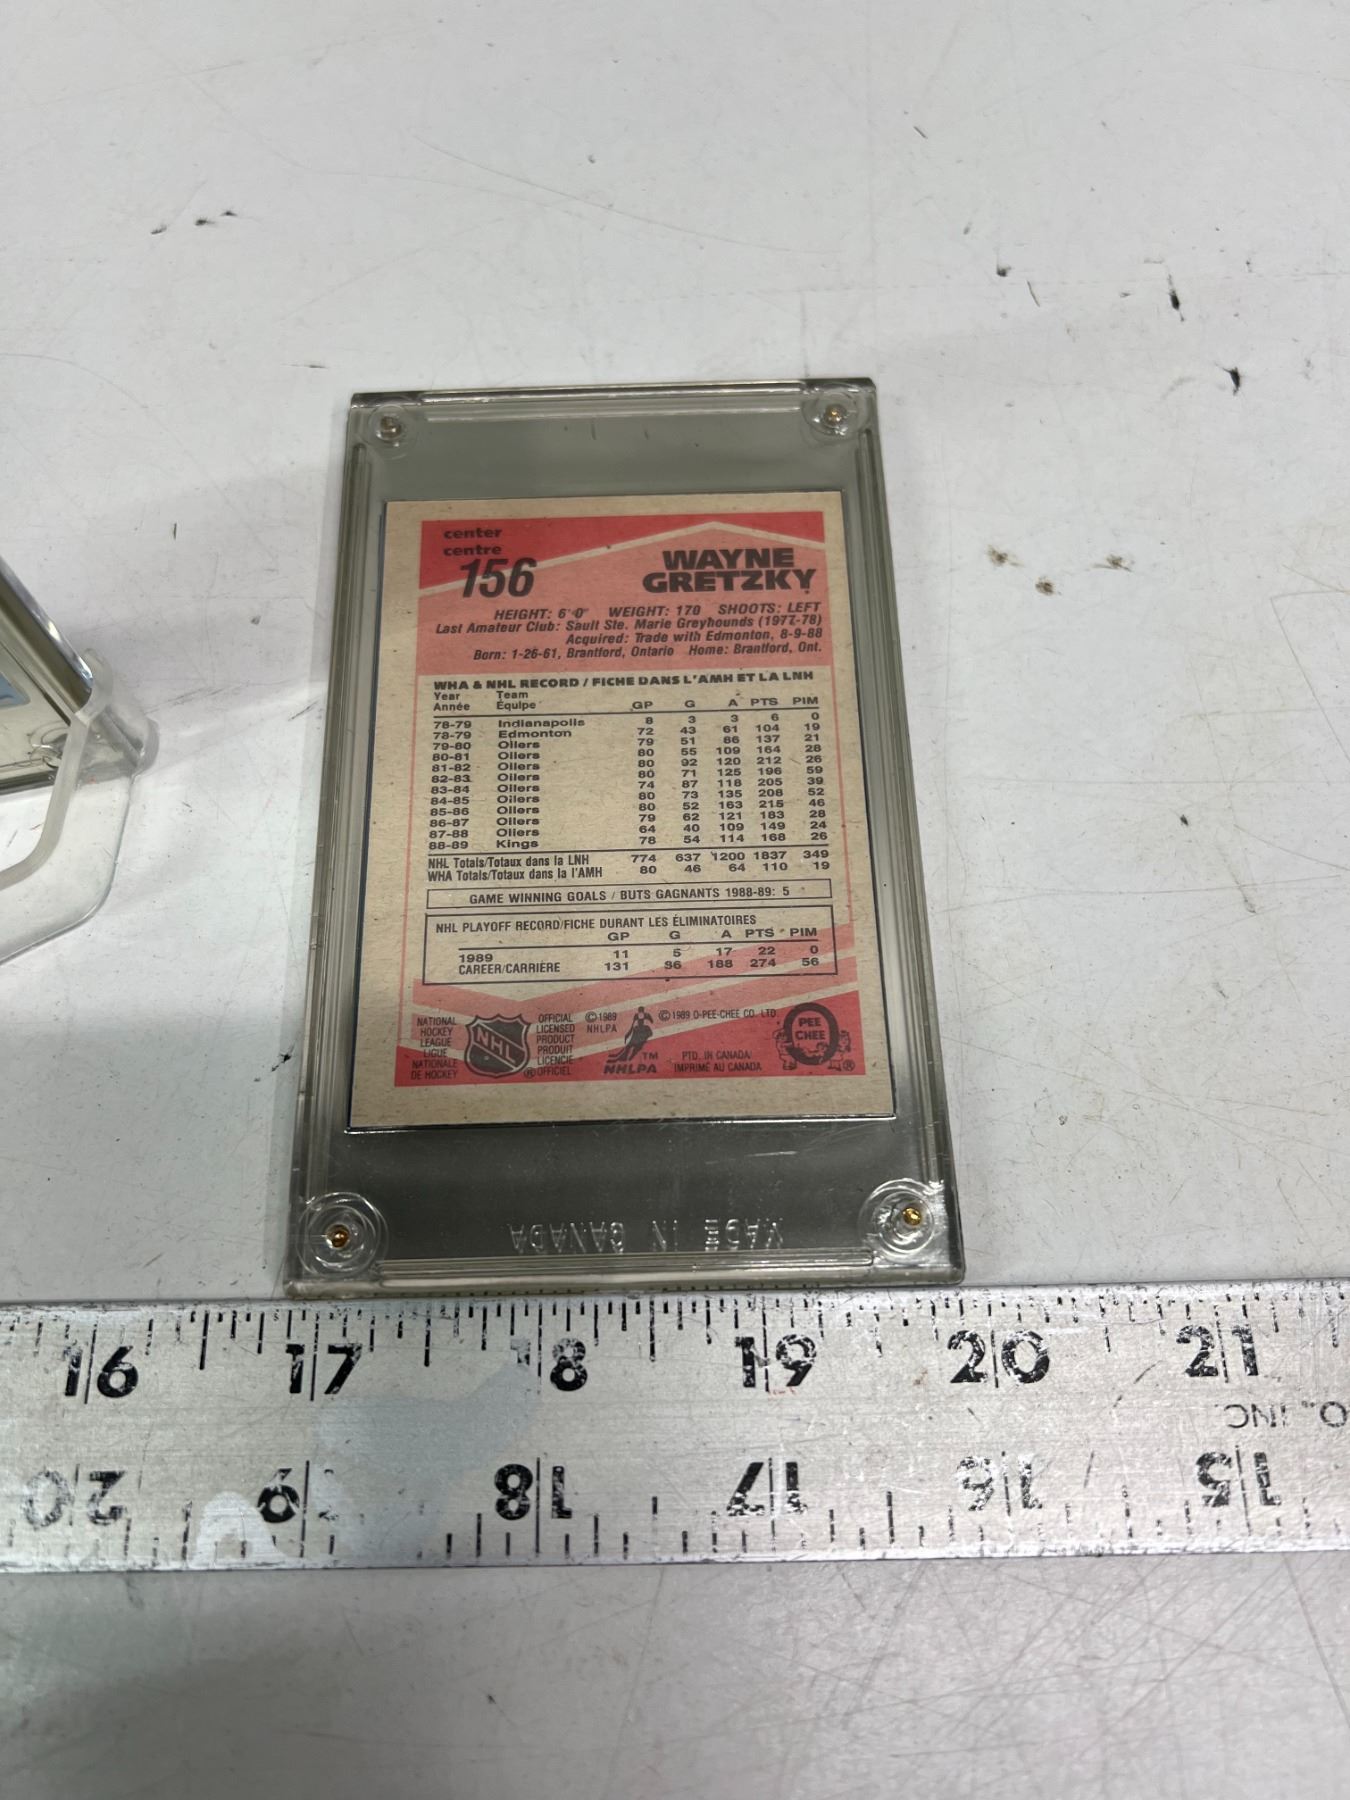 center
centre
156
WAYNE
GRETZKY
HEIGHT: 6'0" WEIGHT: 170 SHOOTS: LEFT
Last Amateur Club: Sault Ste. Marie Greyhounds (1977-78)
Acquired: Trade with Edmonton, 8-9-88
Born: 1-26-61, Brantford, Ontario Home: Brantford, Ont.
WHA & NHL RECORD / FICHE DANS L'AMH ET LA LNH
Year Team
Année Équipe GP G A PTS PIM
78-79 Indianapolis 8 3 3 6 0
78-79 Edmonton 72 43 61 104 19
79-80 Oilers 79 51 86 137 21
80-81 Oilers 80 55 109 164 28
81-82 Oilers 80 92 120 212 26
82-83 Oilers 80 71 125 196 59
83-84 Oilers 74 87 118 205 39
84-85 Oilers 80 73 135 208 52
85-86 Oilers 80 52 163 215 46
86-87 Oilers 79 62 121 183 28
87-88 Oilers 64 40 109 149 24
88-89 Kings 78 54 114 168 26
NHL Totals/Totaux dans la LNH 774 637 1200 1837 349
WHA Totals/Totaux dans la l'AMH 80 46 64 110 19
GAME WINNING GOALS / BUTS GAGNANTS 1988-89: 5
NHL PLAYOFF RECORD/FICHE DURANT LES ÉLIMINATOIRES
GP G A PTS PIM
1989 11 5 17 22 0
CAREER/CARRIÈRE 131 86 188 274 56
NATIONAL
HOCKEY
LEAGUE
LIGUE
NATIONALE
DE HOCKEY
NHL
OFFICIAL
LICENSED
PRODUCT
PRODUIT
LICENCIÉ
® OFFICIEL
©1989
NHLPA
TM
NHLPA
© 1989 O-PEE-CHEE CO. LTD.
PTD. IN CANADA/
IMPRIMÉ AU CANADA
O
PEE
CHEE
®
MADE IN CANADA
16 17 18 19 20 21
O., INC.
20 19 18 17 16 15